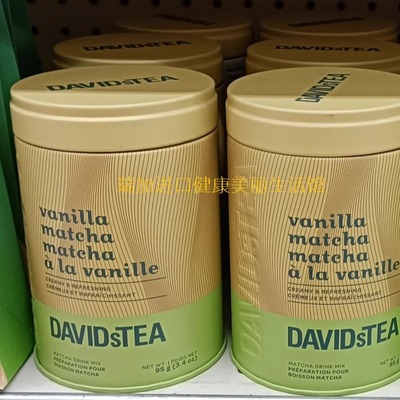 DAVIDsTEA
DAVIDsTEA
DAVIDsTEA
DAVIDsTEA
瑞加进口健康美丽生活馆
vanilla
matcha
matcha
à la vanille
CREAMY & REFRESHING
CRÉMEUX ET RAFRAÎCHISSANT
DAVIDsTEA
MATCHA DRINK MIX
PRÉPARATION POUR
BOISSON MATCHA
NET WT | POIDS NET
95 g (3.4 oz)
DAVIDsTEA
vanilla
matcha
matcha
à la vanille
CREAMY & REFRESHING
CRÉMEUX ET RAFRAÎCHISSANT
DAVIDsTEA
MATCHA DRINK MIX
PRÉPARATION POUR
BOISSON MATCHA
NET
95 g